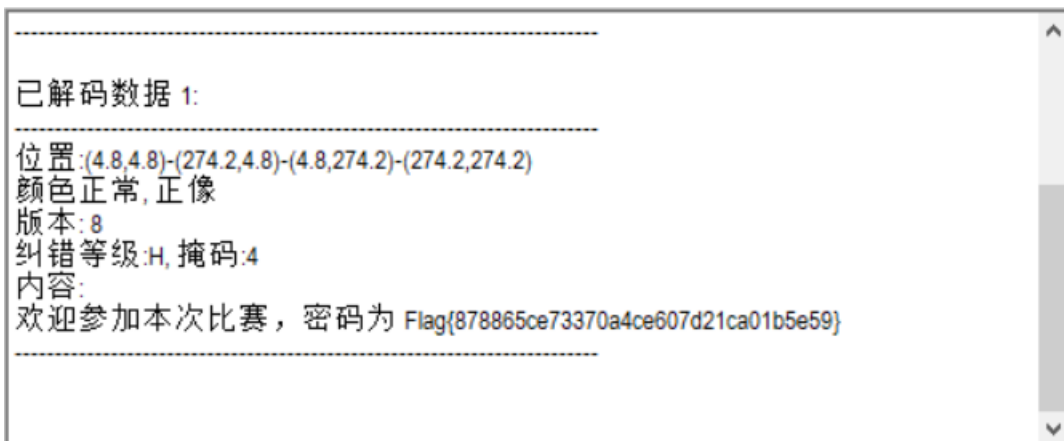 已解码数据 1:
位置:(4.8,4.8)-(274.2,4.8)-(4.8,274.2)-(274.2,274.2)
颜色正常, 正像
版本: 8
纠错等级:H, 掩码:4
内容:
欢迎参加本次比赛，密码为 Flag{878865ce73370a4ce607d21ca01b5e59}